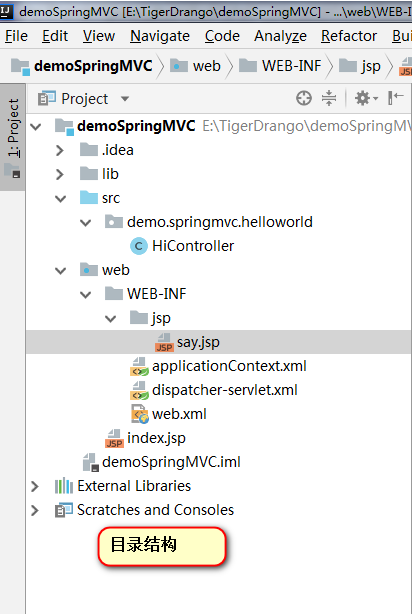 demoSpringMVC [E:\TigerDrango\demoSpringMVC] - ...\web\WEB-I
File Edit View Navigate Code Analyze Refactor Bui
demoSpringMVC web WEB-INF jsp
Project
1: Project
demoSpringMVC E:\TigerDrango\demoSpringMV
.idea
lib
src
demo.springmvc.helloworld
HiController
web
WEB-INF
jsp
say.jsp
applicationContext.xml
dispatcher-servlet.xml
web.xml
index.jsp
demoSpringMVC.iml
External Libraries
Scratches and Consoles
目录结构